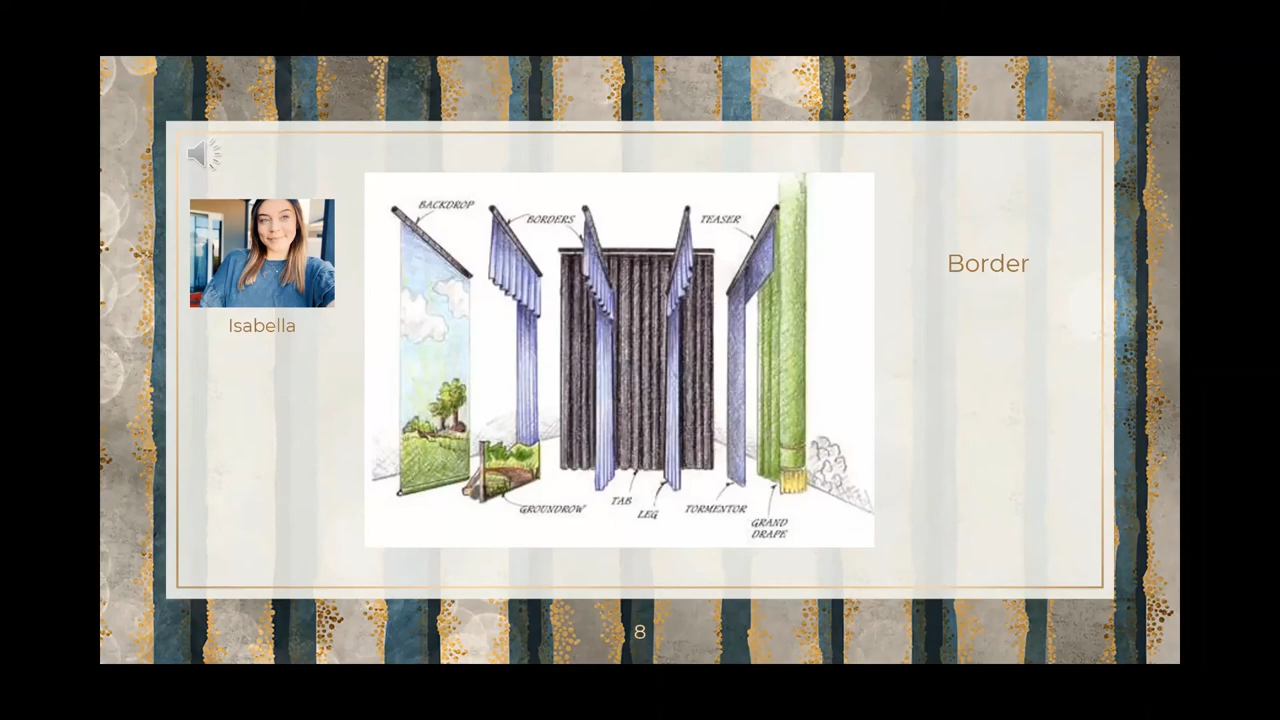 BACKDROP
BORDERS
TEASER
Border
Isabella
TAB
GROUNDROW
LEG
TORMENTOR
GRAND
DRAPE
8